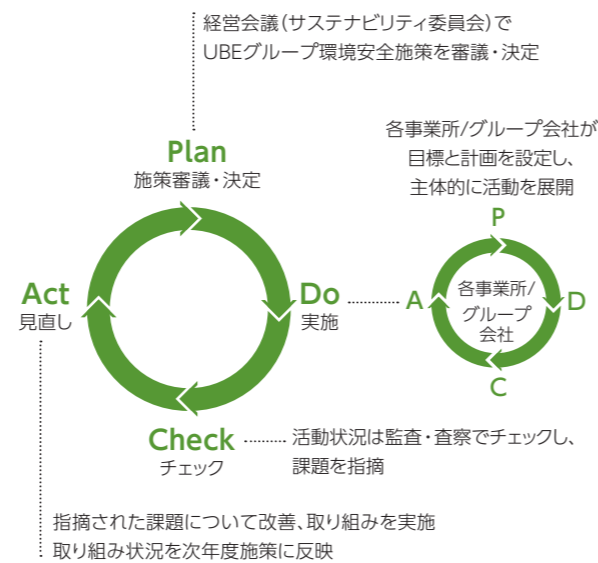 経営会議（サステナビリティ委員会）で
UBEグループ環境安全施策を審議・決定
Plan
施策審議・決定
各事業所/グループ会社が
目標と計画を設定し、
主体的に活動を展開
Act
見直し
Do
実施
P
A
D
C
各事業所/
グループ
会社
Check
チェック
活動状況は監査・査察でチェックし、
課題を指摘
指摘された課題について改善、取り組みを実施
取り組み状況を次年度施策に反映